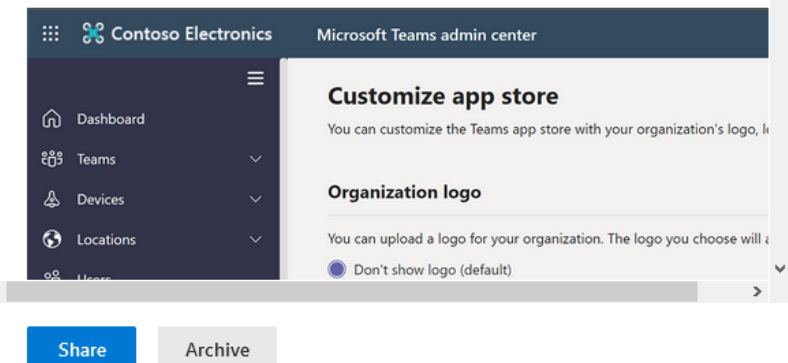 Contoso Electronics
Microsoft Teams admin center
Customize app store
You can customize the Teams app store with your organization's logo,
Dashboard
Teams
Devices
Locations
Users
Organization logo
You can upload a logo for your organization. The logo you choose will
Don't show logo (default)
Share
Archive